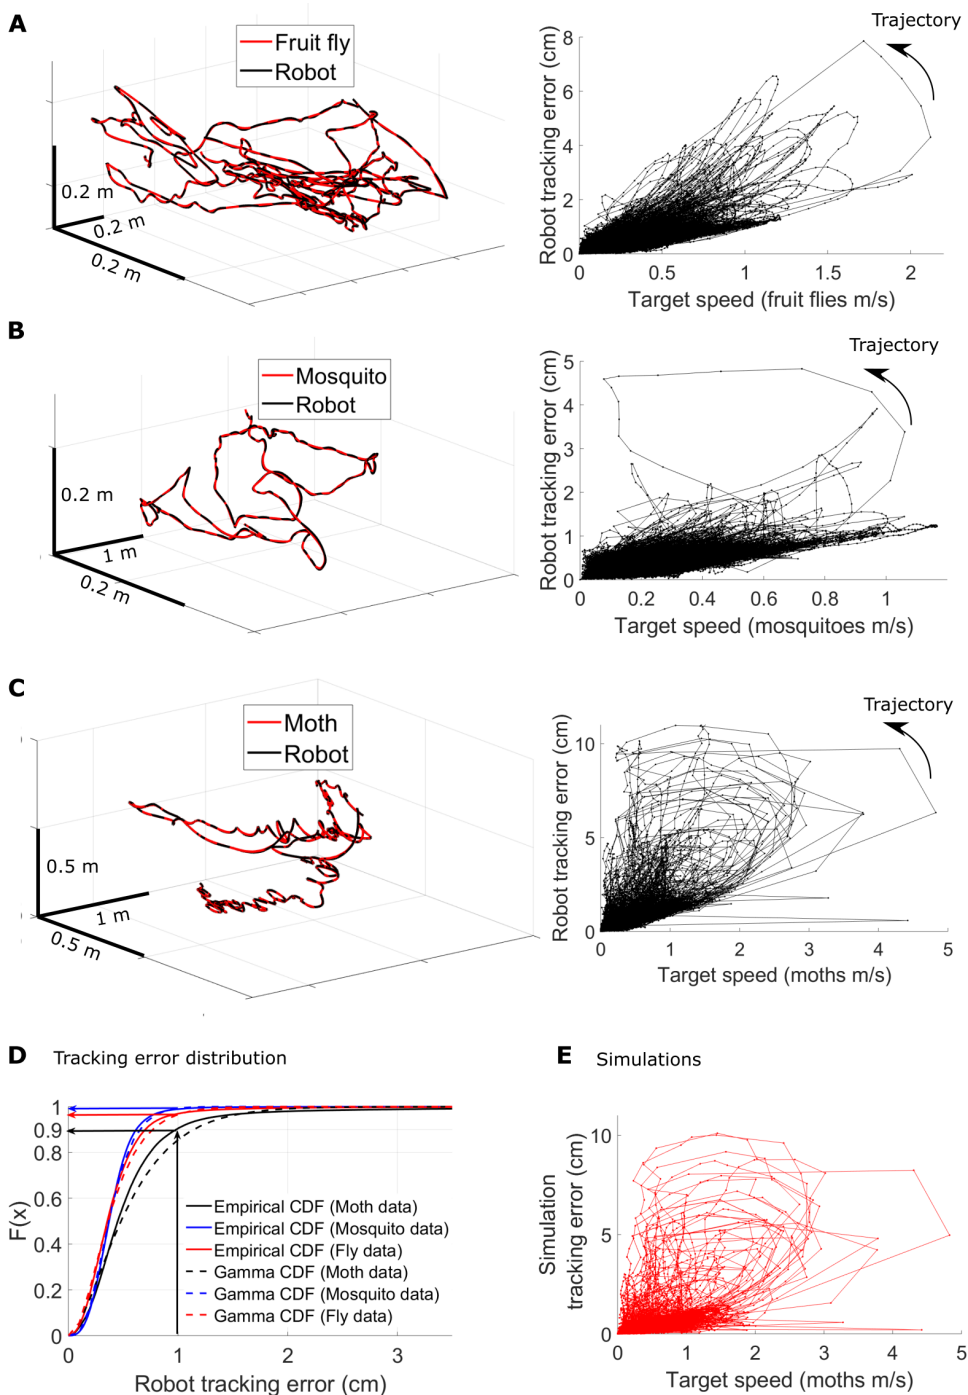 A
Fruit fly
Robot
0.2 m
0.2 m
0.2 m
Trajectory
Robot tracking error (cm)
8
6
4
2
0
0 0.5 1 1.5 2
Target speed (fruit flies m/s)
B
Mosquito
Robot
0.2 m
1 m
0.2 m
Trajectory
Robot tracking error (cm)
5
4
3
2
1
0
0 0.2 0.4 0.6 0.8 1
Target speed (mosquitoes m/s)
C
Moth
Robot
0.5 m
1 m
0.5 m
Trajectory
Robot tracking error (cm)
10
5
0
0 1 2 3 4 5
Target speed (moths m/s)
D Tracking error distribution
F(x)
1
0.9
0.8
0.6
0.4
0.2
0
Empirical CDF (Moth data)
Empirical CDF (Mosquito data)
Empirical CDF (Fly data)
Gamma CDF (Moth data)
Gamma CDF (Mosquito data)
Gamma CDF (Fly data)
0 1 2 3
Robot tracking error (cm)
E Simulations
Simulation
tracking error (cm)
10
5
0
0 1 2 3 4 5
Target speed (moths m/s)